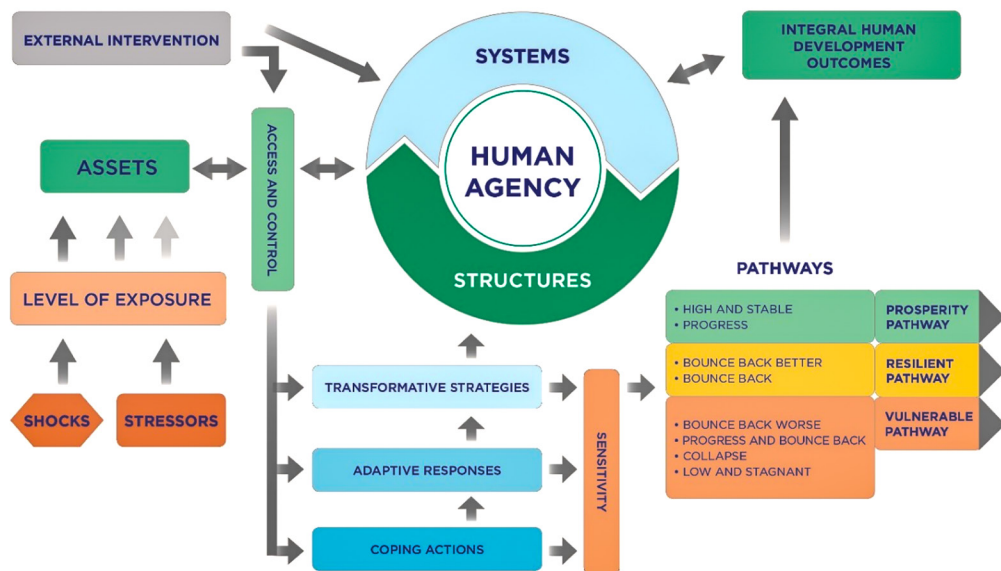 EXTERNAL INTERVENTION
SYSTEMS
INTEGRAL HUMAN
DEVELOPMENT
OUTCOMES
ASSETS
ACCESS AND CONTROL
HUMAN
AGENCY
STRUCTURES
LEVEL OF EXPOSURE
SHOCKS
STRESSORS
TRANSFORMATIVE STRATEGIES
ADAPTIVE RESPONSES
COPING ACTIONS
SENSITIVITY
PATHWAYS
• HIGH AND STABLE
• PROGRESS
PROSPERITY
PATHWAY
• BOUNCE BACK BETTER
• BOUNCE BACK
RESILIENT
PATHWAY
• BOUNCE BACK WORSE
• PROGRESS AND BOUNCE BACK
• COLLAPSE
• LOW AND STAGNANT
VULNERABLE
PATHWAY